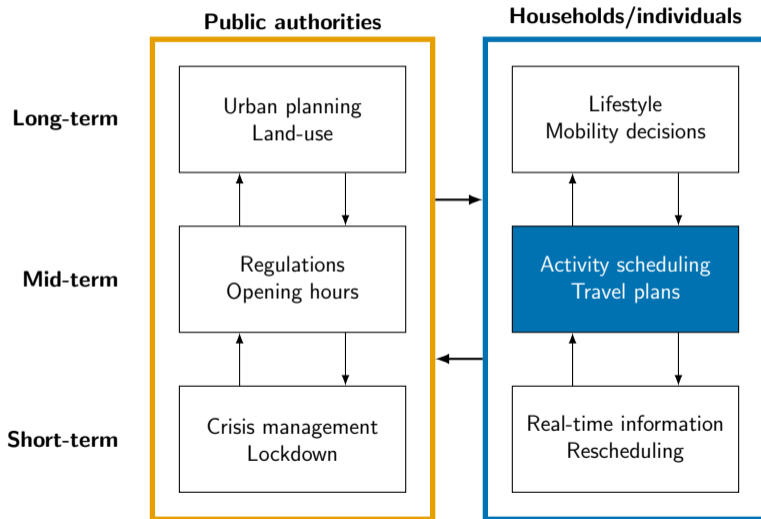 Public authorities
Households/individuals
Long-term
Urban planning
Land-use
Lifestyle
Mobility decisions
Mid-term
Regulations
Opening hours
Activity scheduling
Travel plans
Short-term
Crisis management
Lockdown
Real-time information
Rescheduling